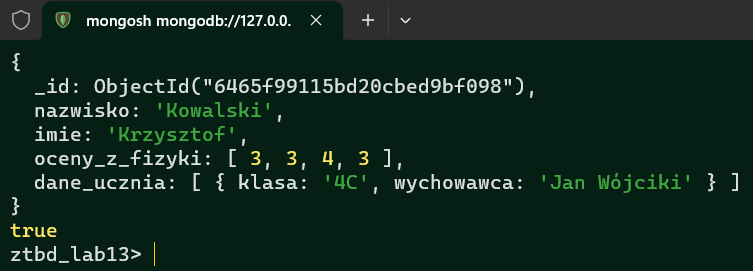 mongosh mongodb://127.0.0.
{
_id: ObjectId("6465f99115bd20cbed9bf098"),
nazwisko: 'Kowalski',
imie: 'Krzysztof',
oceny_z_fizyki: [ 3, 3, 4, 3 ],
dane_ucznia: [ { klasa: '4C', wychowawca: 'Jan Wójciki' } ]
}
true
ztbd_lab13>